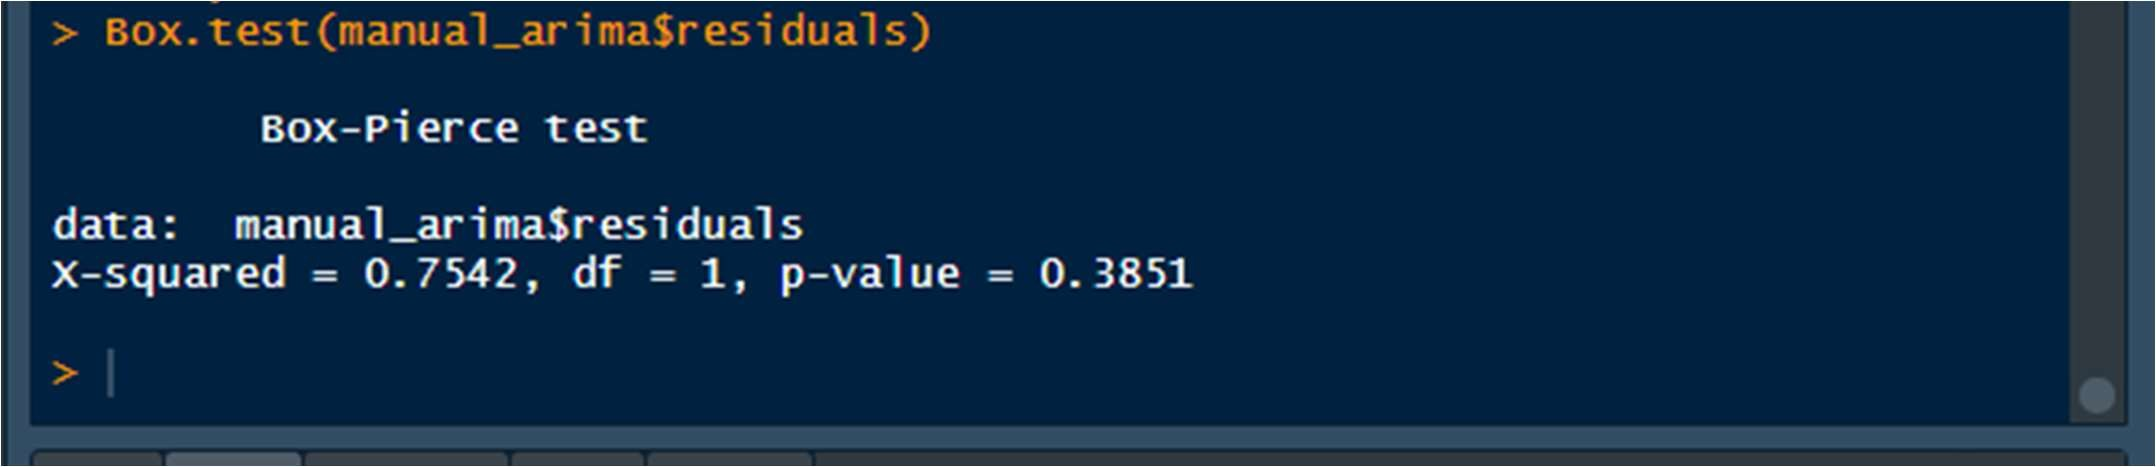 > Box.test(manual_arima$residuals)
Box-Pierce test
data:  manual_arima$residuals
X-squared = 0.7542, df = 1, p-value = 0.3851
>